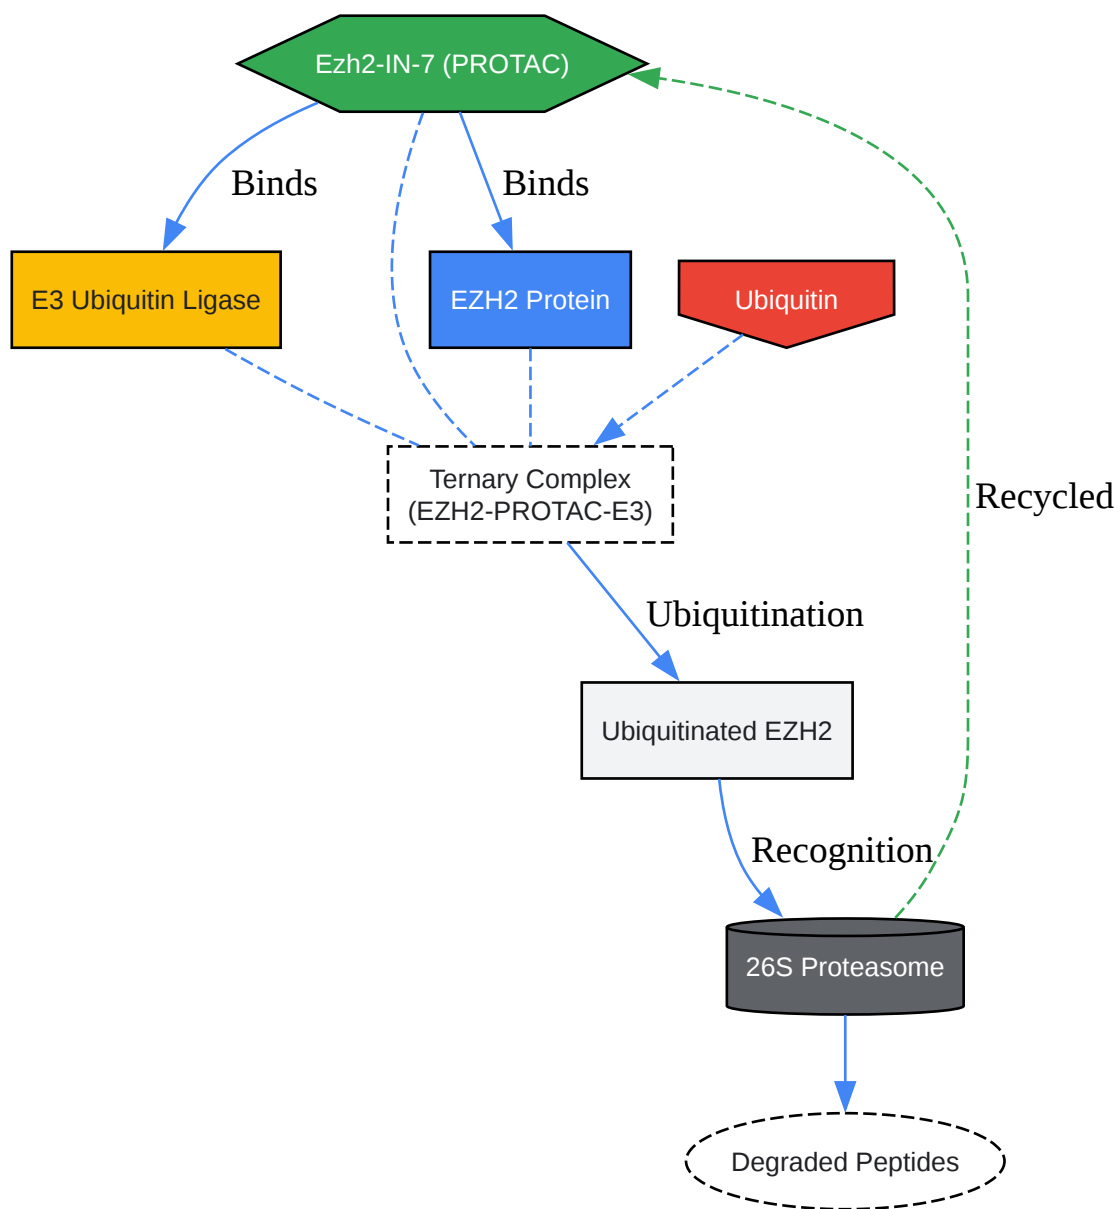 Ezh2-IN-7 (PROTAC)
Binds
Binds
E3 Ubiquitin Ligase
EZH2 Protein
Ubiquitin
Ternary Complex
(EZH2-PROTAC-E3)
Recycled
Ubiquitination
Ubiquitinated EZH2
Recognition
26S Proteasome
Degraded Peptides